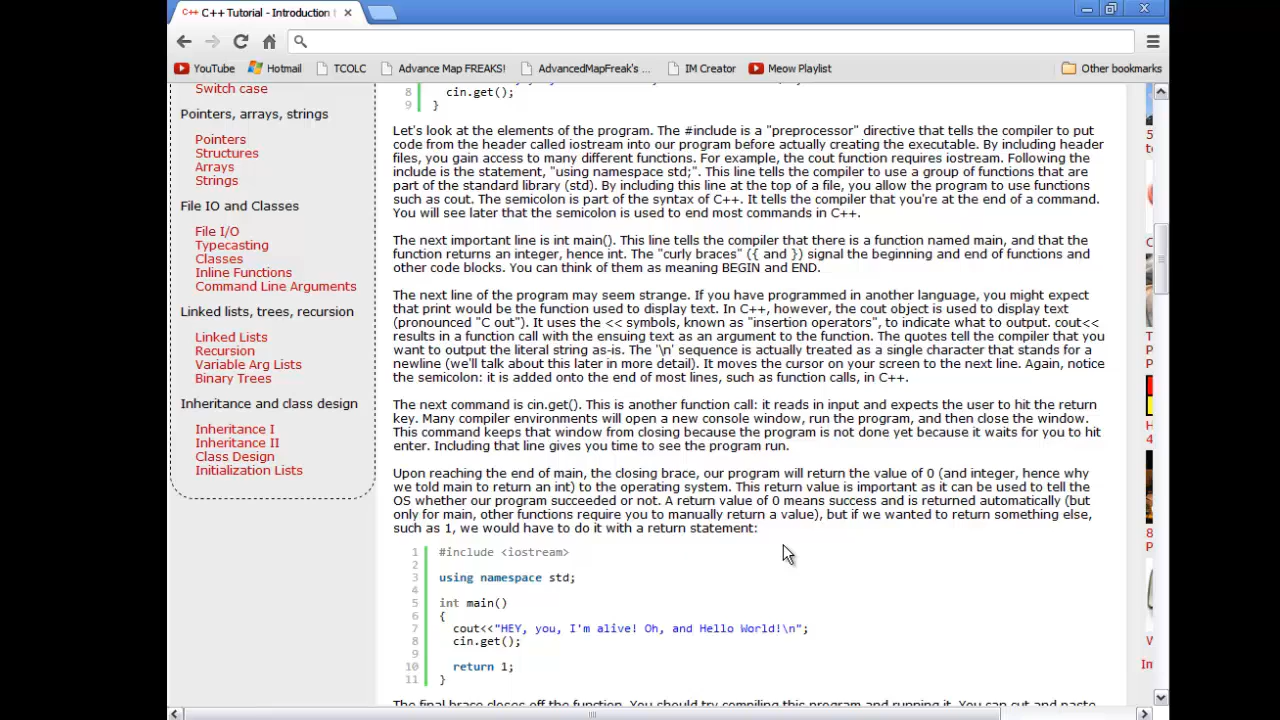 C++ C++ Tutorial - Introduction t
YouTube Hotmail TCOLC Advance Map FREAKS! AdvancedMapFreak's ... IM Creator Meow Playlist Other bookmarks
Switch case
Pointers, arrays, strings
Pointers
Structures
Arrays
Strings
File IO and Classes
File I/O
Typecasting
Classes
Inline Functions
Command Line Arguments
Linked lists, trees, recursion
Linked Lists
Recursion
Variable Arg Lists
Binary Trees
Inheritance and class design
Inheritance I
Inheritance II
Class Design
Initialization Lists
8 cin.get();
9 }
Let's look at the elements of the program. The #include is a "preprocessor" directive that tells the compiler to put
code from the header called iostream into our program before actually creating the executable. By including header
files, you gain access to many different functions. For example, the cout function requires iostream. Following the
include is the statement, "using namespace std;". This line tells the compiler to use a group of functions that are
part of the standard library (std). By including this line at the top of a file, you allow the program to use functions
such as cout. The semicolon is part of the syntax of C++. It tells the compiler that you're at the end of a command.
You will see later that the semicolon is used to end most commands in C++.
The next important line is int main(). This line tells the compiler that there is a function named main, and that the
function returns an integer, hence int. The "curly braces" ({ and }) signal the beginning and end of functions and
other code blocks. You can think of them as meaning BEGIN and END.
The next line of the program may seem strange. If you have programmed in another language, you might expect
that print would be the function used to display text. In C++, however, the cout object is used to display text
(pronounced "C out"). It uses the << symbols, known as "insertion operators", to indicate what to output. cout<<
results in a function call with the ensuing text as an argument to the function. The quotes tell the compiler that you
want to output the literal string as-is. The '\n' sequence is actually treated as a single character that stands for a
newline (we'll talk about this later in more detail). It moves the cursor on your screen to the next line. Again, notice
the semicolon: it is added onto the end of most lines, such as function calls, in C++.
The next command is cin.get(). This is another function call: it reads in input and expects the user to hit the return
key. Many compiler environments will open a new console window, run the program, and then close the window.
This command keeps that window from closing because the program is not done yet because it waits for you to hit
enter. Including that line gives you time to see the program run.
Upon reaching the end of main, the closing brace, our program will return the value of 0 (and integer, hence why
we told main to return an int) to the operating system. This return value is important as it can be used to tell the
OS whether our program succeeded or not. A return value of 0 means success and is returned automatically (but
only for main, other functions require you to manually return a value), but if we wanted to return something else,
such as 1, we would have to do it with a return statement:
1 #include <iostream>
2
3 using namespace std;
4
5 int main()
6 {
7 cout<<"HEY, you, I'm alive! Oh, and Hello World!\n";
8 cin.get();
9
10 return 1;
11 }
The final brace closes off the function. You should try compiling this program and running it. You can cut and paste